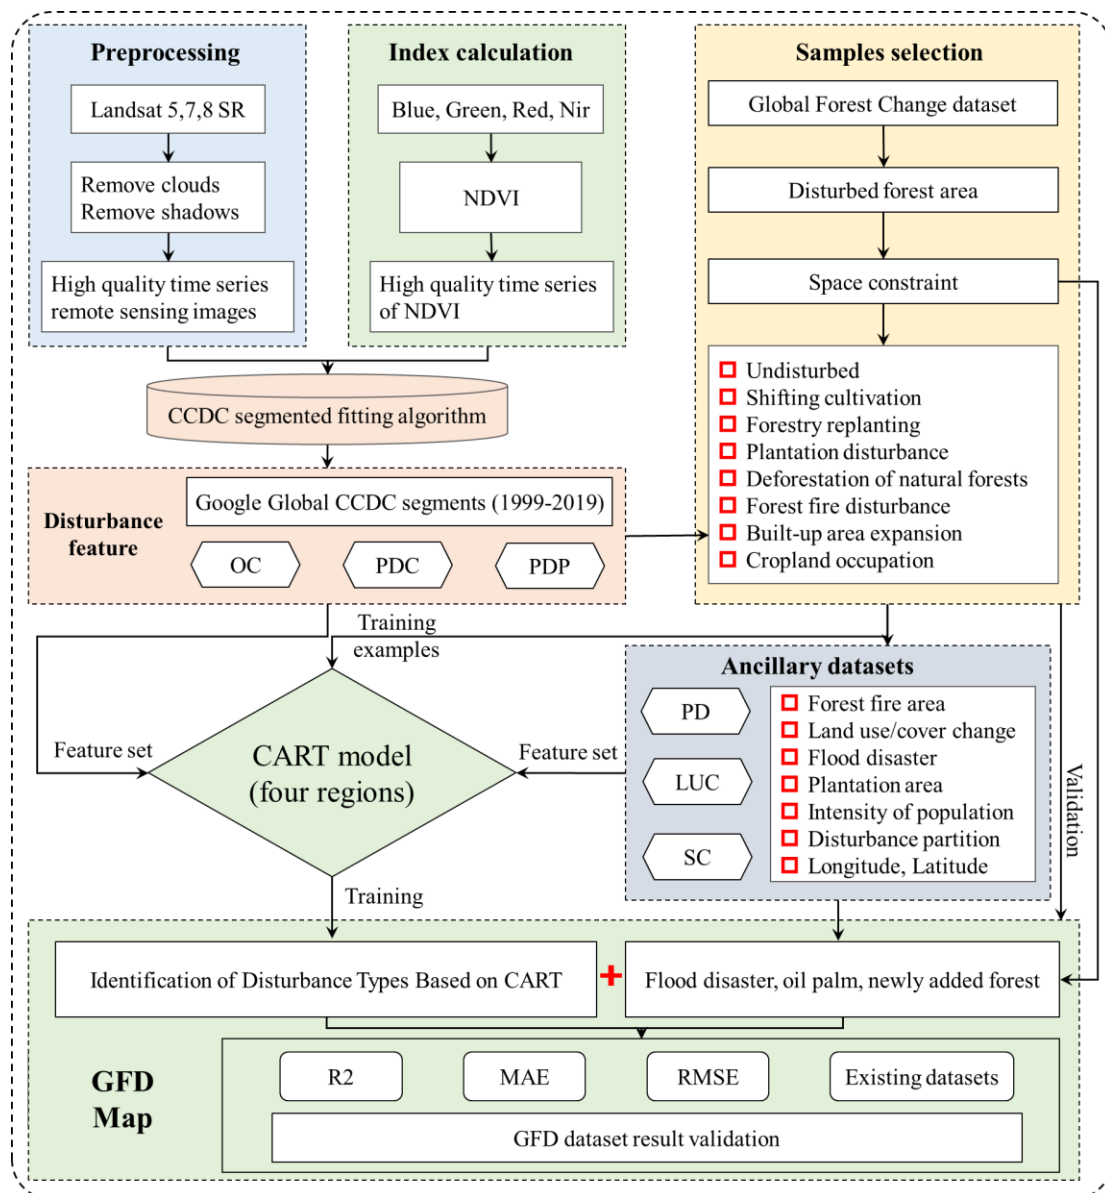 Preprocessing
Landsat 5,7,8 SR
Remove clouds
Remove shadows
High quality time series
remote sensing images
Index calculation
Blue, Green, Red, Nir
NDVI
High quality time series
of NDVI
Samples selection
Global Forest Change dataset
Disturbed forest area
Space constraint
Undisturbed
Shifting cultivation
Forestry replanting
Plantation disturbance
Deforestation of natural forests
Forest fire disturbance
Built-up area expansion
Cropland occupation
CCDC segmented fitting algorithm
Disturbance
feature
Google Global CCDC segments (1999-2019)
OC
PDC
PDP
Training
examples
Feature set
CART model
(four regions)
Feature set
Ancillary datasets
PD
LUC
SC
Forest fire area
Land use/cover change
Flood disaster
Plantation area
Intensity of population
Disturbance partition
Longitude, Latitude
Validation
Training
Identification of Disturbance Types Based on CART
+
Flood disaster, oil palm, newly added forest
GFD
Map
R2
MAE
RMSE
Existing datasets
GFD dataset result validation